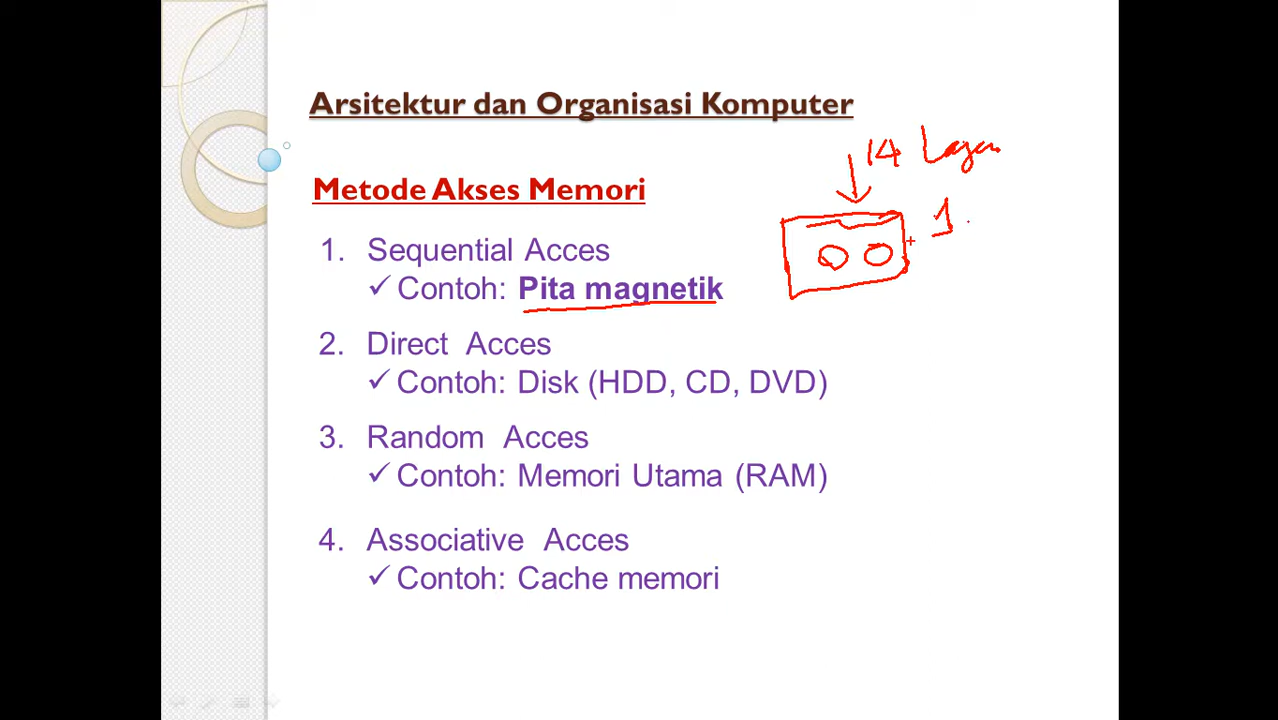 Arsitektur dan Organisasi Komputer
14
Metode Akses Memori
1.
1. Sequential Acces
✓ Contoh: Pita magnetik
2. Direct Acces
✓ Contoh: Disk (HDD, CD, DVD)
3. Random Acces
✓ Contoh: Memori Utama (RAM)
4. Associative Acces
✓ Contoh: Cache memori